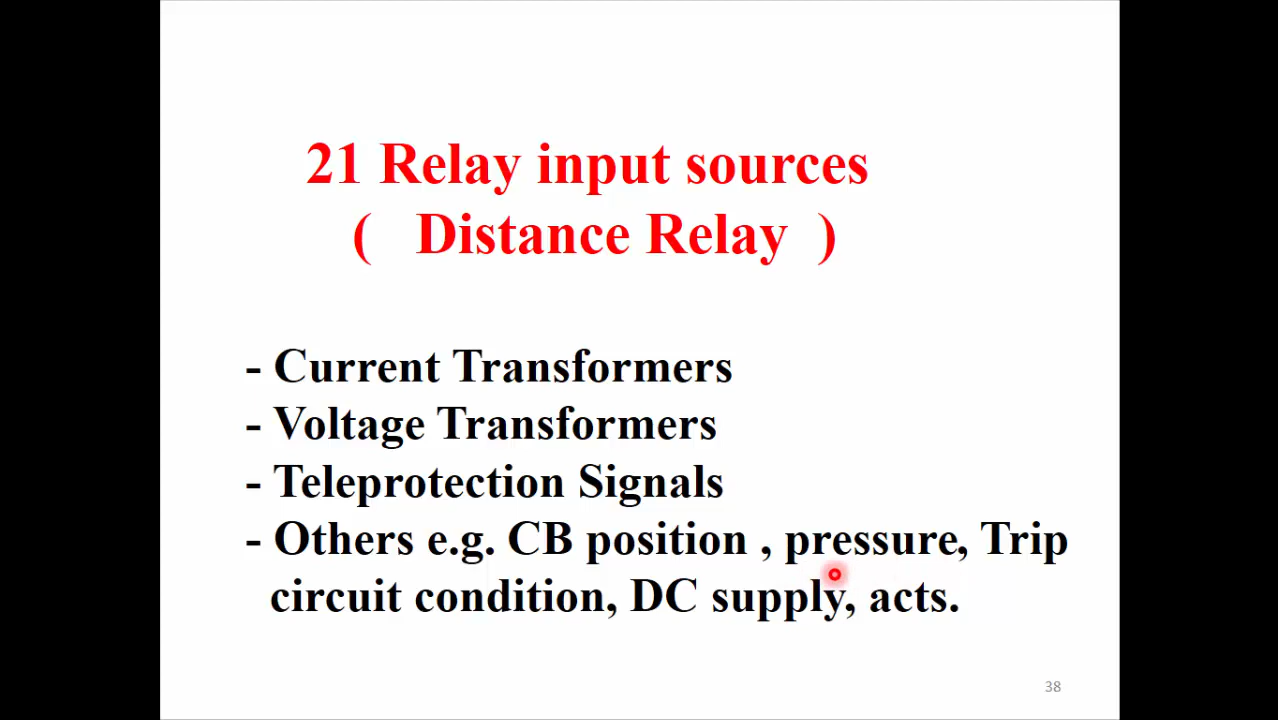 21 Relay input sources
( Distance Relay )
- Current Transformers
- Voltage Transformers
- Teleprotection Signals
- Others e.g. CB position , pressure, Trip
circuit condition, DC supply, acts.
38